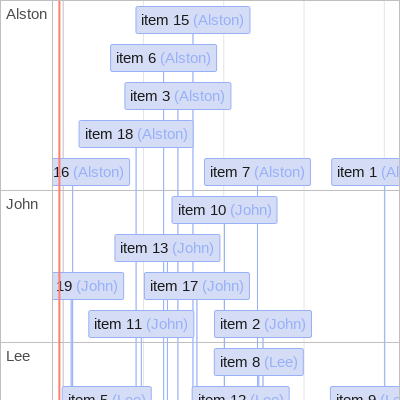 Alston
item 15 (Alston)
item 6 (Alston)
item 3 (Alston)
item 18 (Alston)
16 (Alston)
item 7 (Alston)
item 1 (Al
John
item 10 (John)
item 13 (John)
19 (John)
item 17 (John)
item 11 (John)
item 2 (John)
Lee
item 8 (Lee)
item 5 (Lee)
item 12 (Lee)
item 9 (Le